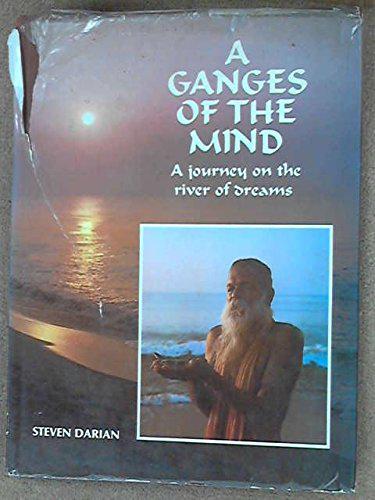 A
GANGES
OF THE
MIND
A journey on the
river of dreams
STEVEN DARIAN